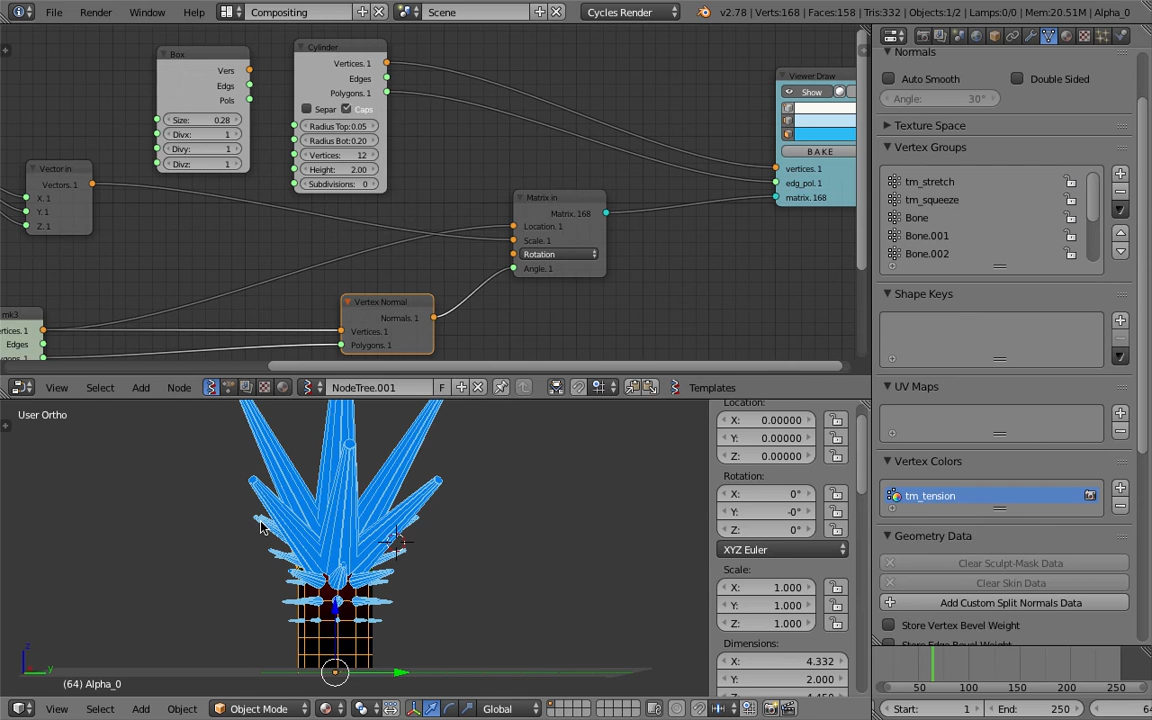 File Render Window Help Compositing F Scene Cycles Render v2.78 | Verts:168 | Faces:158 | Tris:332 | Objects:1/2 | Lamps:0/0 | Mem:20.51M | Alpha_0
Box
Vers
Edgs
Pols
Size: 0.28
Divx: 1
Divy: 1
Divz: 1
Cylinder
Vertices. 1
Edges
Polygons. 1
Separ Caps
Radius Top:0.05
Radius Bot:0.20
Vertices: 12
Height: 2.00
Subdivisions: 0
Viewer Draw
Show
BAKE
vertices. 1
edg_pol. 1
matrix. 168
Vector in
Vectors. 1
X. 1
Y. 1
Z. 1
Matrix in
Matrix. 168
Location. 1
Scale. 1
Rotation
Angle. 1
mk3
rtices. 1
Edges
Vertex Normal
Normals. 1
Vertices. 1
Polygons. 1
View Select Add Node NodeTree.001 F Templates
User Ortho
(64) Alpha_0
z
y
Location:
X: 0.00000
Y: 0.00000
Z: 0.00000
Rotation:
X: 0°
Y: -0°
Z: 0°
XYZ Euler
Scale:
X: 1.000
Y: 1.000
Z: 1.000
Dimensions:
X: 4.332
Y: 2.000
View Select Add Object Object Mode Global
Normals
Auto Smooth Double Sided
Angle: 30°
Texture Space
Vertex Groups
tm_stretch
tm_squeeze
Bone
Bone.001
Bone.002
Shape Keys
UV Maps
Vertex Colors
tm_tension
Geometry Data
Clear Sculpt-Mask Data
Clear Skin Data
Add Custom Split Normals Data
Store Vertex Bevel Weight
50 100 150 200 250
Start: 1 End: 250 64